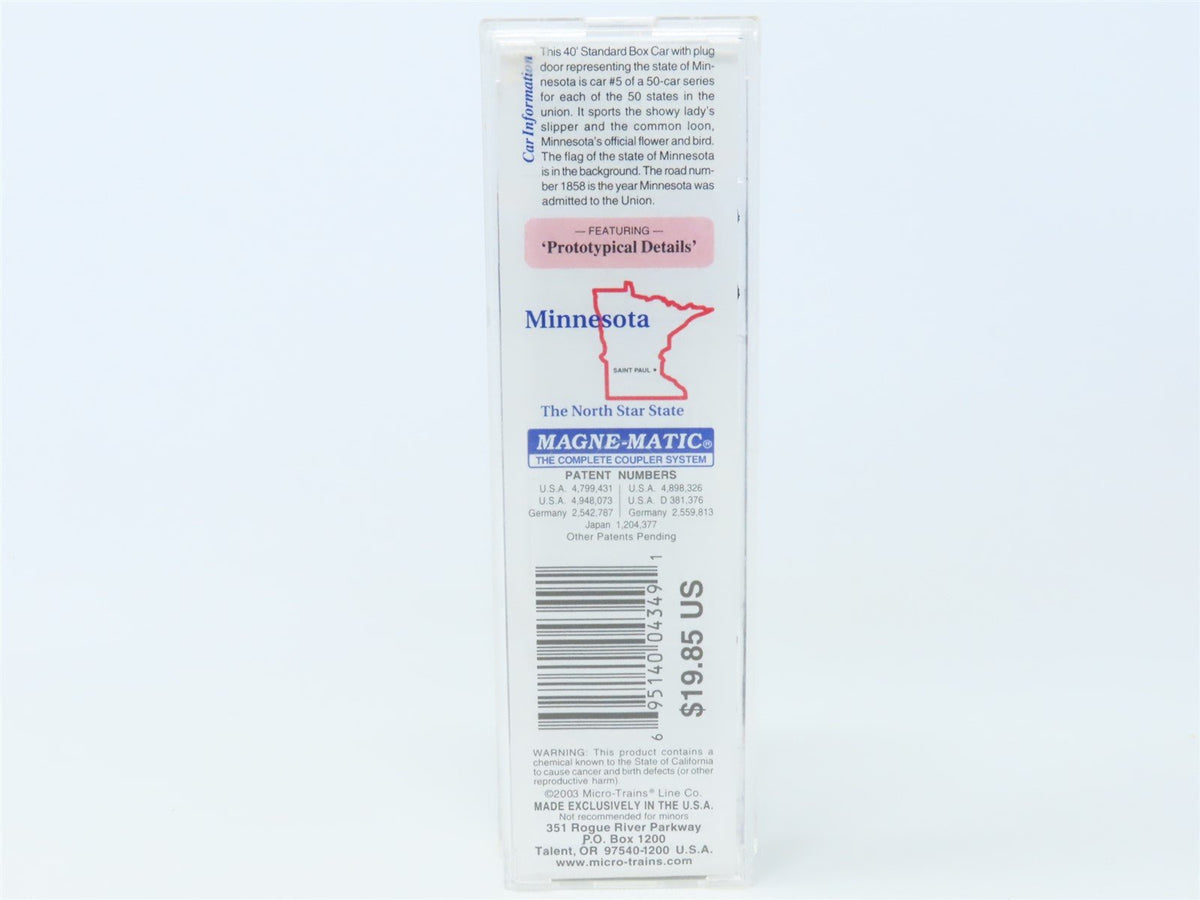 Car Information
This 40' Standard Box Car with plug
door representing the state of Min-
nesota is car #5 of a 50-car series
for each of the 50 states in the
union. It sports the showy lady's
slipper and the common loon,
Minnesota's official flower and bird.
The flag of the state of Minnesota
is in the background. The road num-
ber 1858 is the year Minnesota was
admitted to the Union.
— FEATURING —
'Prototypical Details'
Minnesota
SAINT PAUL
The North Star State
MAGNE-MATIC®
THE COMPLETE COUPLER SYSTEM
PATENT NUMBERS
U.S.A. 4,799,431 U.S.A. 4,898,326
U.S.A. 4,948,073 U.S.A. D 381,376
Germany 2,542,787 Germany 2,559,813
Japan 1,204,377
Other Patents Pending
6 95140 04349 1
$19.85 US
WARNING: This product contains a
chemical known to the State of California
to cause cancer and birth defects (or other
reproductive harm)
©2003 Micro-Trains® Line Co.
MADE EXCLUSIVELY IN THE U.S.A.
Not recommended for minors
351 Rogue River Parkway
P.O. Box 1200
Talent, OR 97540-1200 U.S.A.
www.micro-trains.com